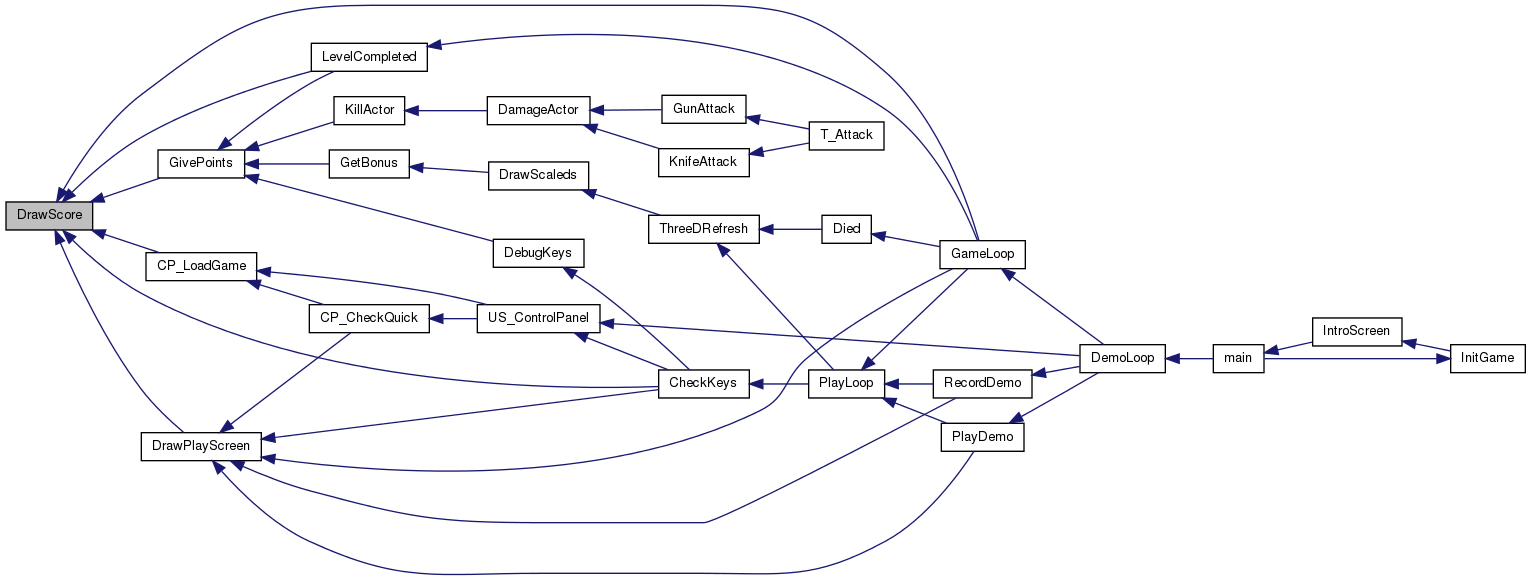 DrawScore
LevelCompleted
KillActor
GivePoints
GetBonus
CP_LoadGame
CP_CheckQuick
DrawPlayScreen
DamageActor
DrawScaleds
DebugKeys
US_ControlPanel
GunAttack
KnifeAttack
ThreeDRefresh
CheckKeys
T_Attack
Died
PlayLoop
GameLoop
RecordDemo
PlayDemo
DemoLoop
main
IntroScreen
InitGame